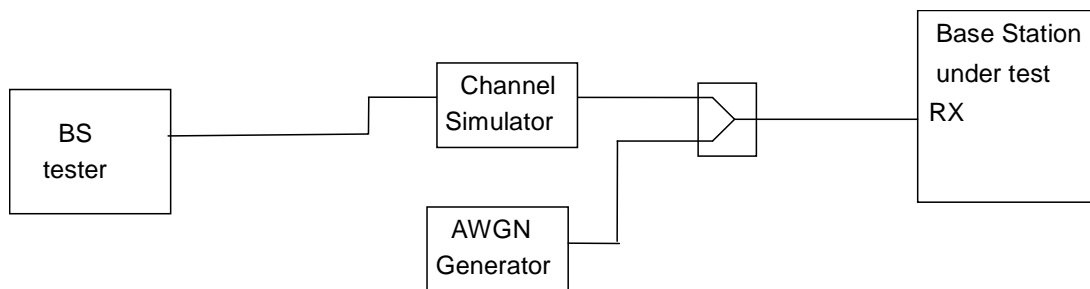 BS
tester
Channel
Simulator
AWGN
Generator
Base Station
under test
RX